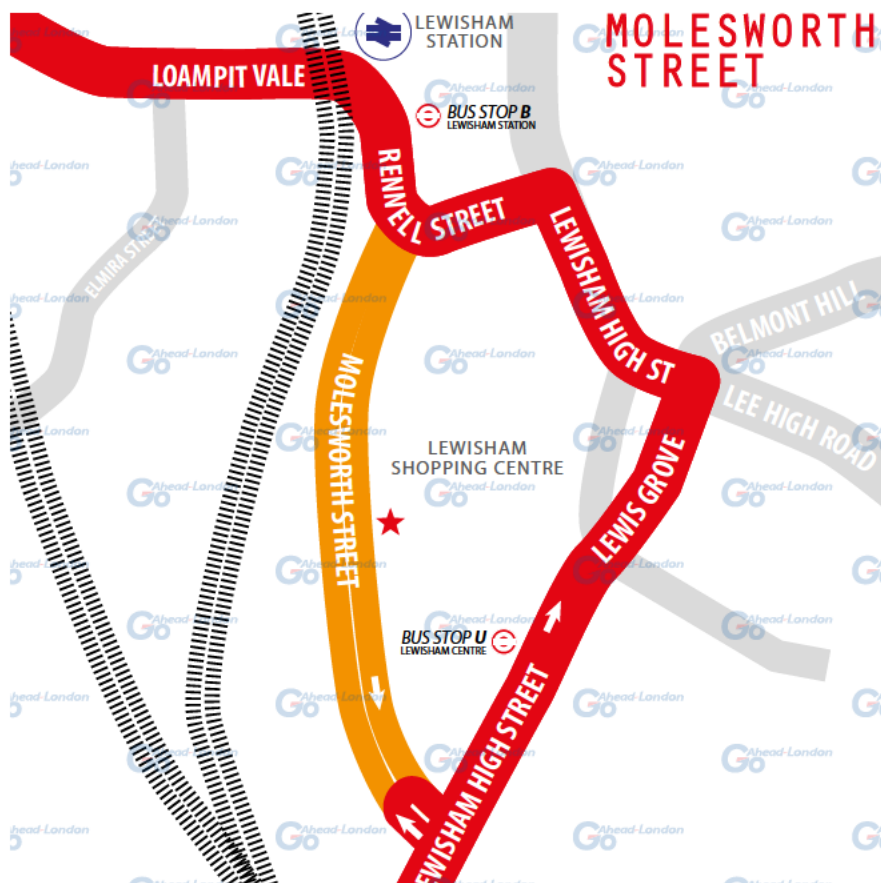 LEWISHAM
STATION
MOLESWORTH
STREET
LOAMPIT VALE
BUS STOP B
LEWISHAM STATION
RENNELL STREET
LEWISHAM HIGH ST
ELMIRA STREET
BELMONT HILL
LEE HIGH ROAD
MOLESWORTH STREET
LEWISHAM
SHOPPING CENTRE
LEWIS GROVE
BUS STOP U
LEWISHAM CENTRE
EWISHAM HIGH STREET
Go Ahead-London